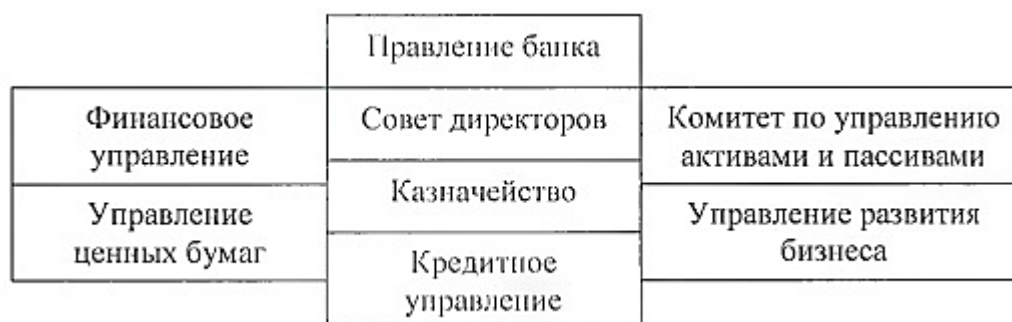 Правление банка
Финансовое
управление
Совет директоров
Комитет по управлению
активами и пассивами
Казначейство
Управление
ценных бумаг
Управление развития
бизнеса
Кредитное
управление